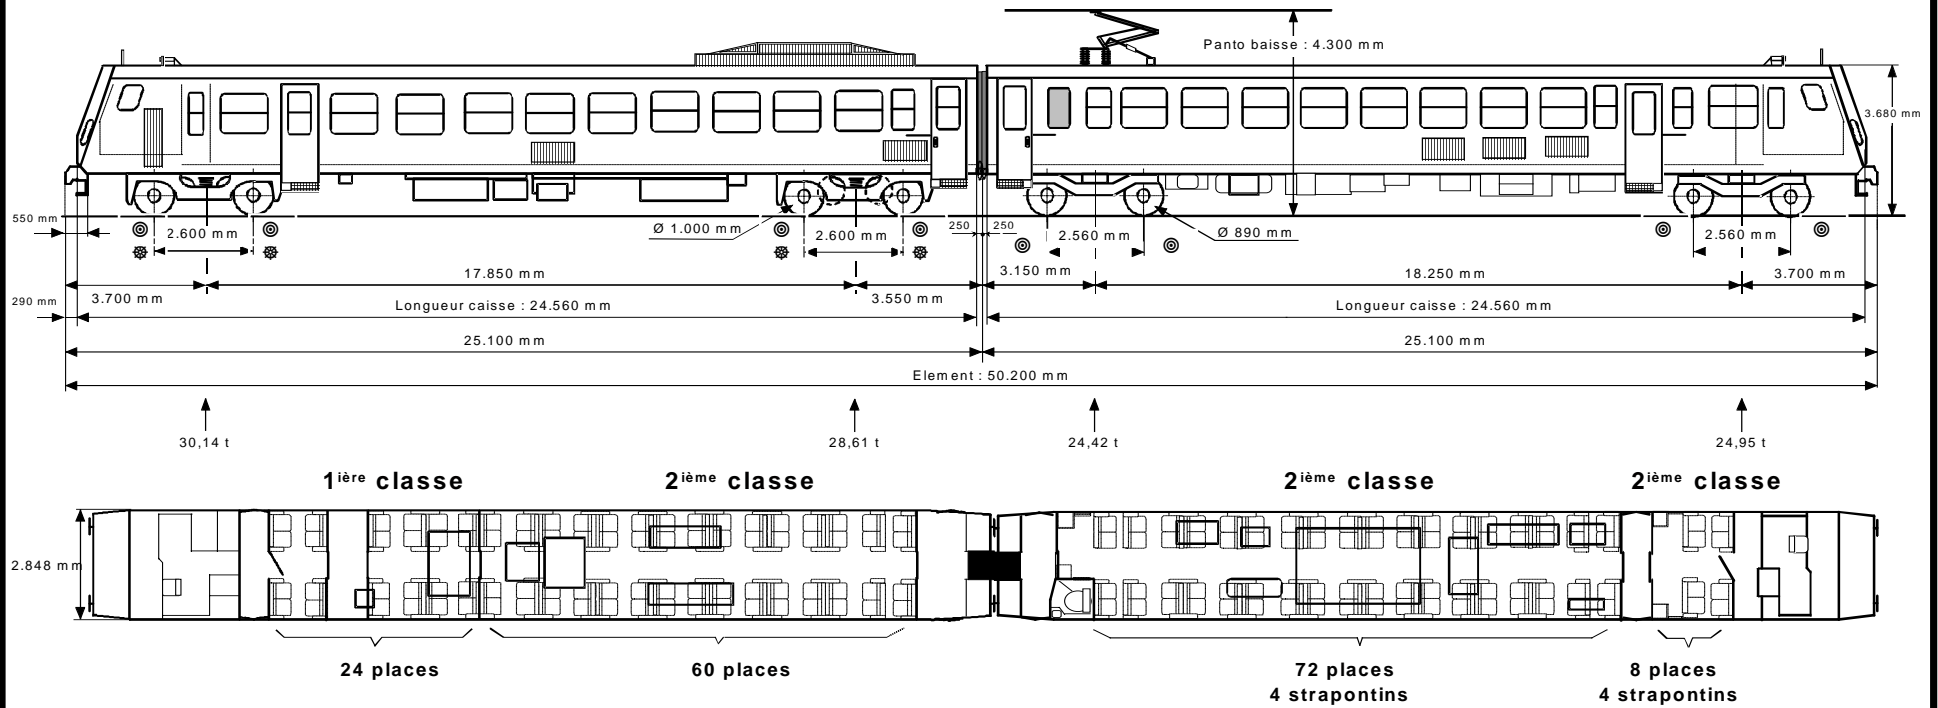 Panto baisse : 4.300 mm
3.680 mm
550 mm
2.600 mm
Ø 1.000 mm
2.600 mm
250
250
2.560 mm
Ø 890 mm
2.560 mm
17.850 mm
3.150 mm
18.250 mm
3.700 mm
290 mm
3.700 mm
3.550 mm
Longueur caisse : 24.560 mm
Longueur caisse : 24.560 mm
25.100 mm
25.100 mm
Element : 50.200 mm
30,14 t
28,61 t
24,42 t
24,95 t
1ière classe
2ième classe
2ième classe
2ième classe
2.848 mm
24 places
60 places
72 places
4 strapontins
8 places
4 strapontins